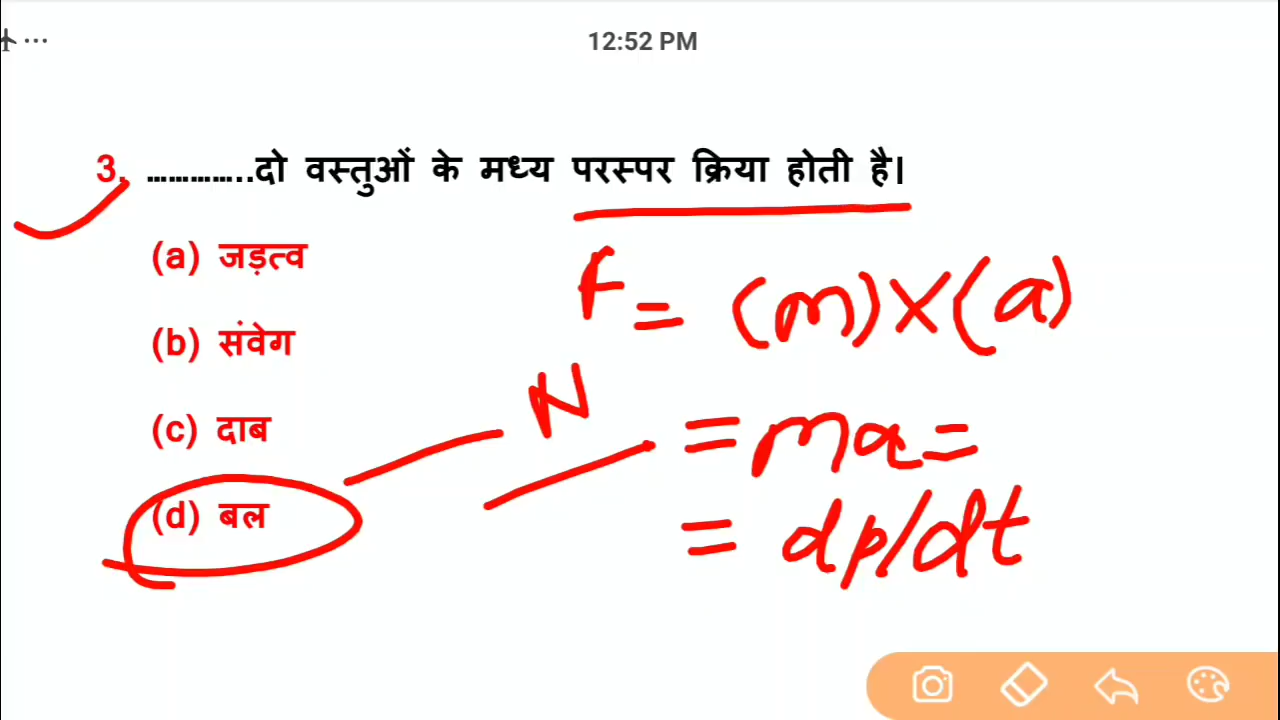 12:52 PM
3. …………..दो वस्तुओं के मध्य परस्पर क्रिया होती है।
(a) जड़त्व
(b) संवेग
(c) दाब
(d) बल
F = (m)×(a)
N
= ma =
= dp/dt